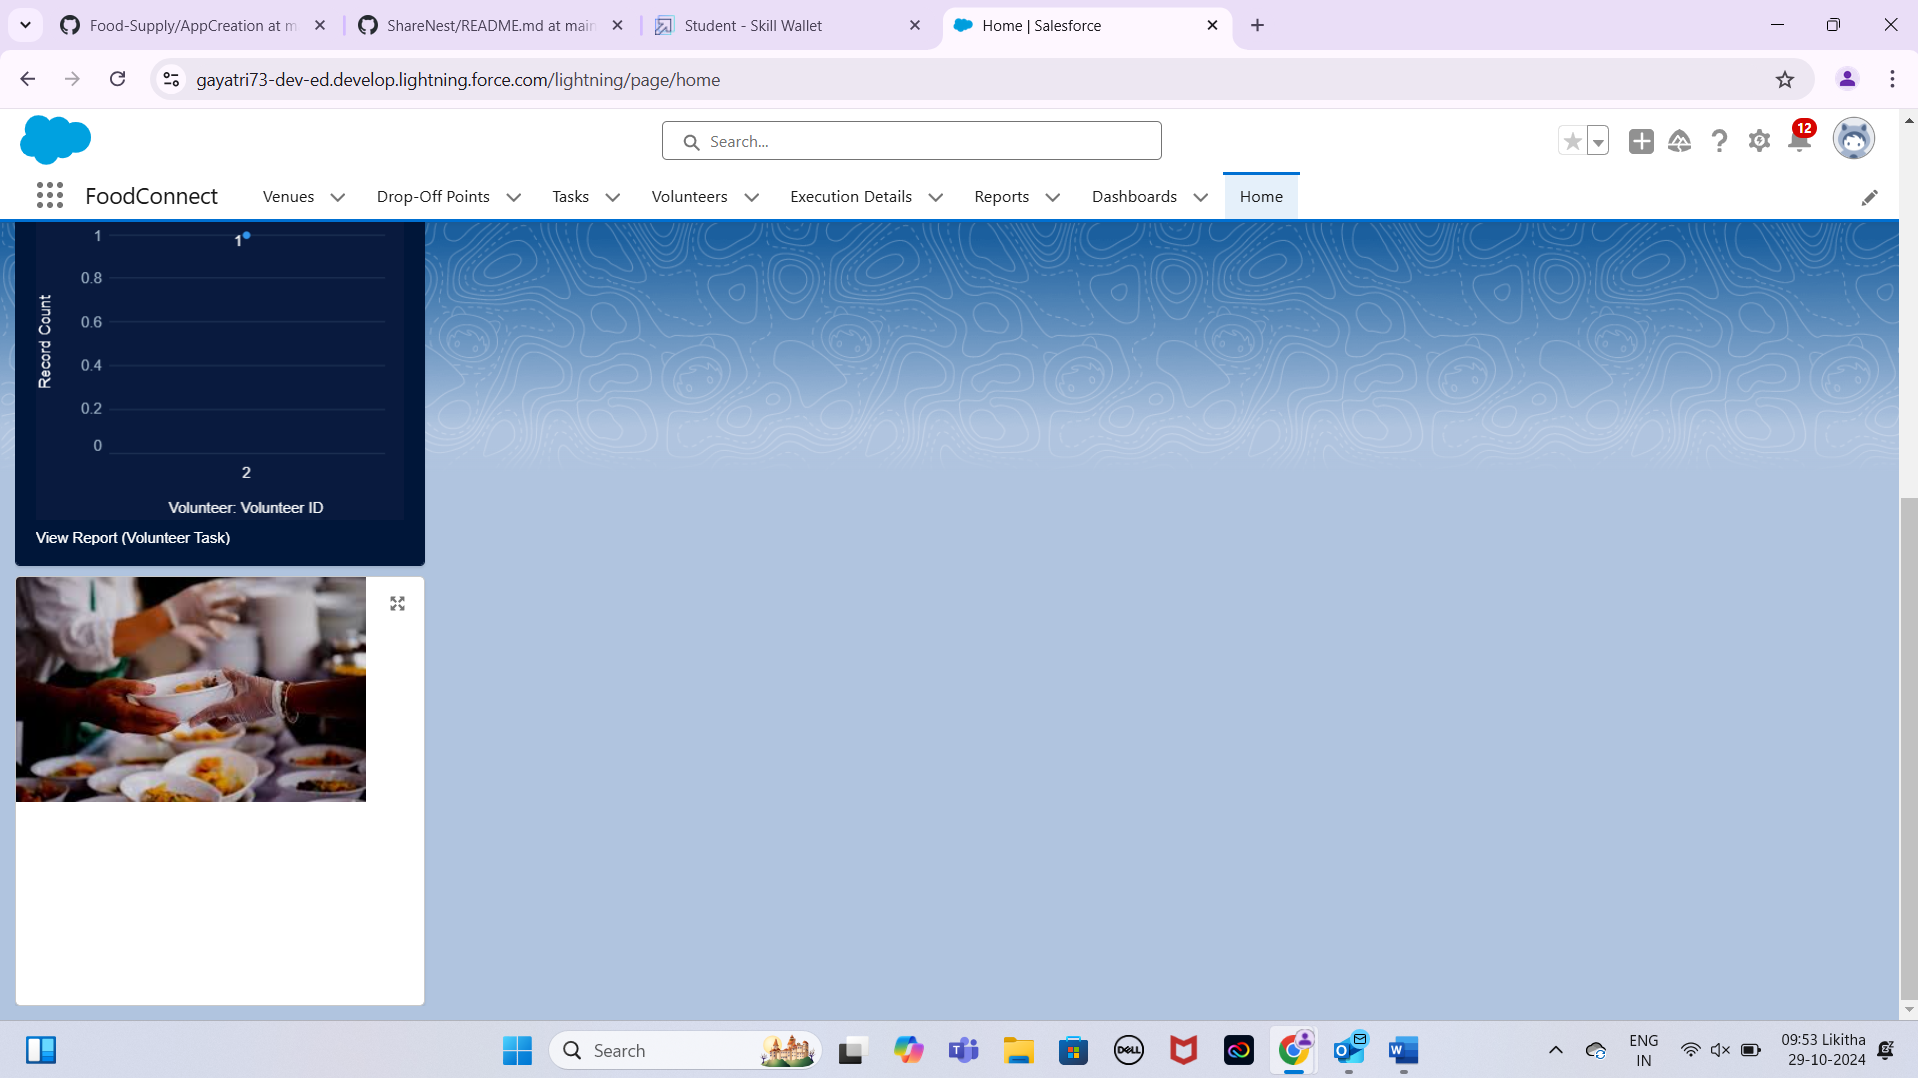 Food-Supply/AppCreation at m
ShareNest/README.md at main
Student - Skill Wallet
Home | Salesforce
gayatri73-dev-ed.develop.lightning.force.com/lightning/page/home
Search...
12
FoodConnect
Venues
Drop-Off Points
Tasks
Volunteers
Execution Details
Reports
Dashboards
Home
1
1
0.8
0.6
0.4
0.2
0
Record Count
2
Volunteer: Volunteer ID
View Report (Volunteer Task)
Search
DELL
ENG
IN
09:53 Likitha
29-10-2024